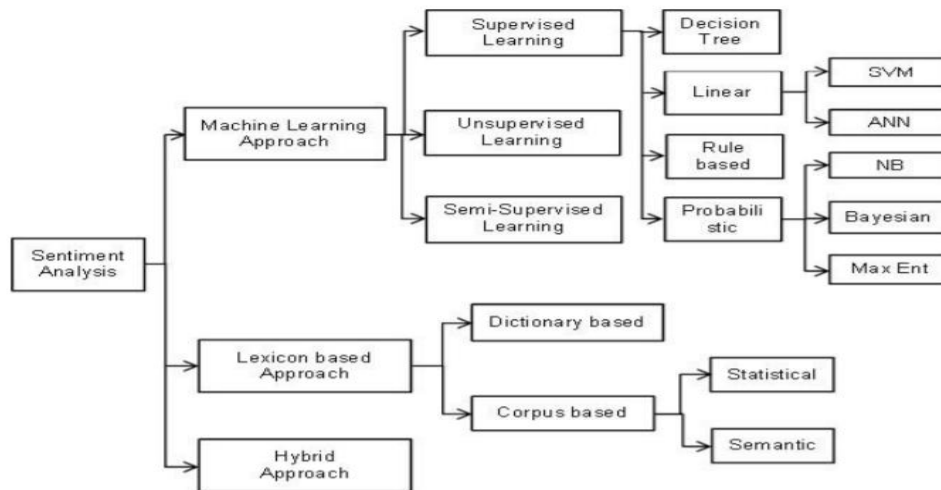 Supervised
Learning
Decision
Tree
SVM
Linear
Machine Learning
Approach
Unsupervised
Learning
ANN
Rule
based
NB
Semi-Supervised
Learning
Probabili
stic
Bayesian
Sentiment
Analysis
Max Ent
Dictionary based
Lexicon based
Approach
Statistical
Corpus based
Semantic
Hybrid
Approach